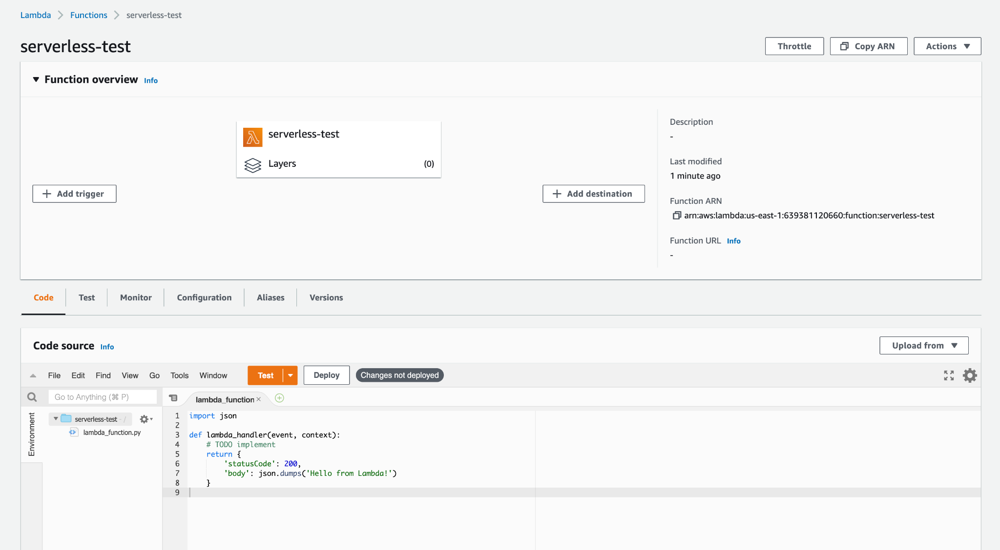 Lambda > Functions > serverless-test
serverless-test
Throttle
Copy ARN
Actions
Function overview Info
serverless-test
Layers (0)
+ Add trigger
+ Add destination
Description
-
Last modified
1 minute ago
Function ARN
arn:aws:lambda:us-east-1:639381120660:function:serverless-test
Function URL Info
-
Code Test Monitor Configuration Aliases Versions
Code source Info
Upload from
File Edit Find View Go Tools Window Test Deploy Changes not deployed
Go to Anything (⌘ P)
Environment
serverless-test - /
lambda_function.py
lambda_function ×
1 import json
2
3 def lambda_handler(event, context):
4     # TODO implement
5     return {
6         'statusCode': 200,
7         'body': json.dumps('Hello from Lambda!')
8     }
9